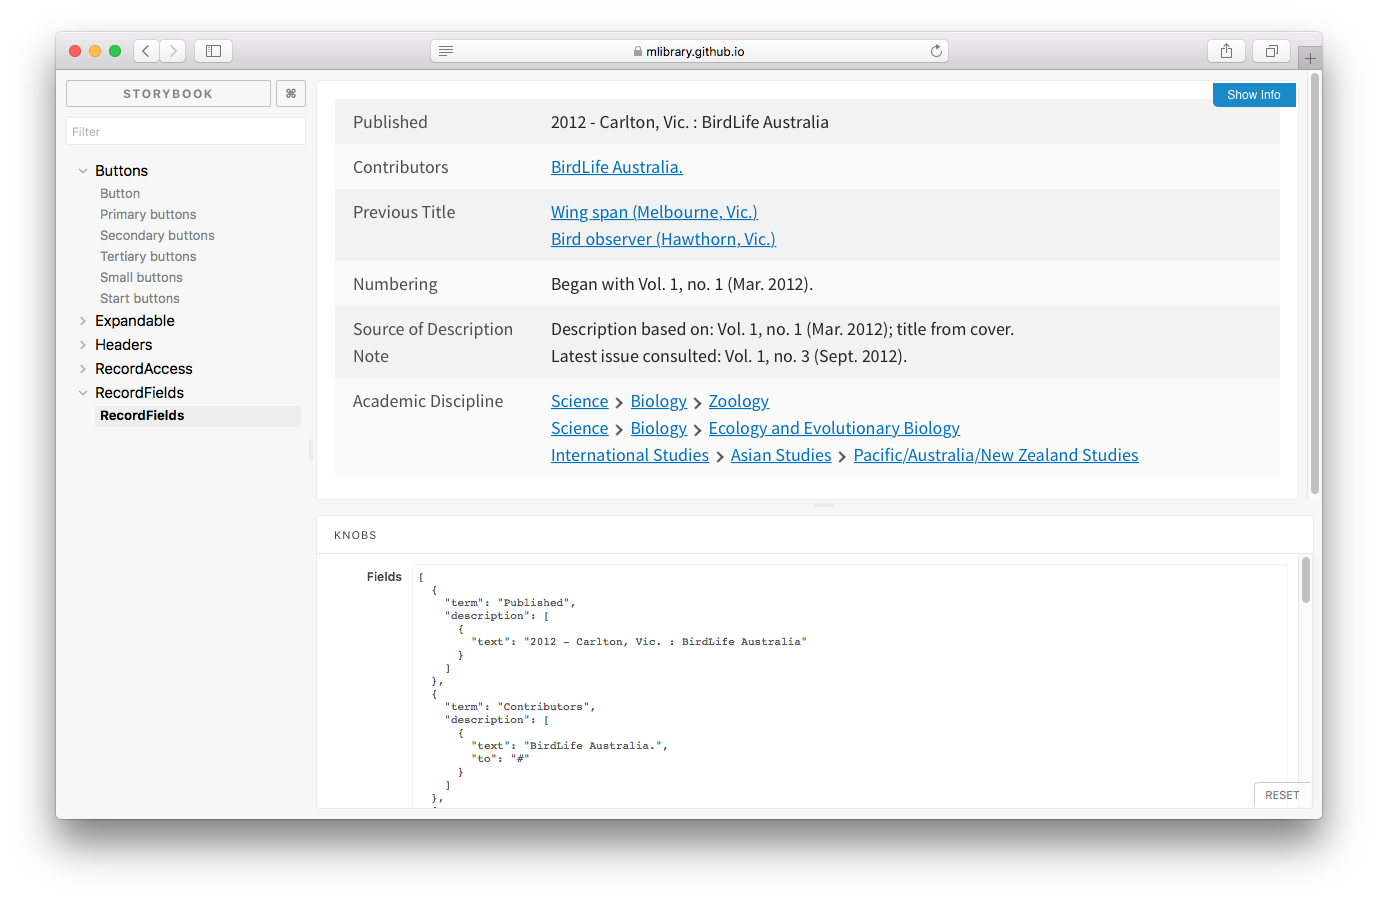 mlibrary.github.io
STORYBOOK
⌘
Filter
Buttons
Button
Primary buttons
Secondary buttons
Tertiary buttons
Small buttons
Start buttons
Expandable
Headers
RecordAccess
RecordFields
RecordFields
Show Info
Published 2012 - Carlton, Vic. : BirdLife Australia
Contributors BirdLife Australia.
Previous Title Wing span (Melbourne, Vic.)
Bird observer (Hawthorn, Vic.)
Numbering Began with Vol. 1, no. 1 (Mar. 2012).
Source of Description Description based on: Vol. 1, no. 1 (Mar. 2012); title from cover.
Note Latest issue consulted: Vol. 1, no. 3 (Sept. 2012).
Academic Discipline Science > Biology > Zoology
Science > Biology > Ecology and Evolutionary Biology
International Studies > Asian Studies > Pacific/Australia/New Zealand Studies
KNOBS
Fields
[
{
"term": "Published",
"description": [
{
"text": "2012 - Carlton, Vic. : BirdLife Australia"
}
]
},
{
"term": "Contributors",
"description": [
{
"text": "BirdLife Australia.",
"to": "#"
}
]
},
RESET